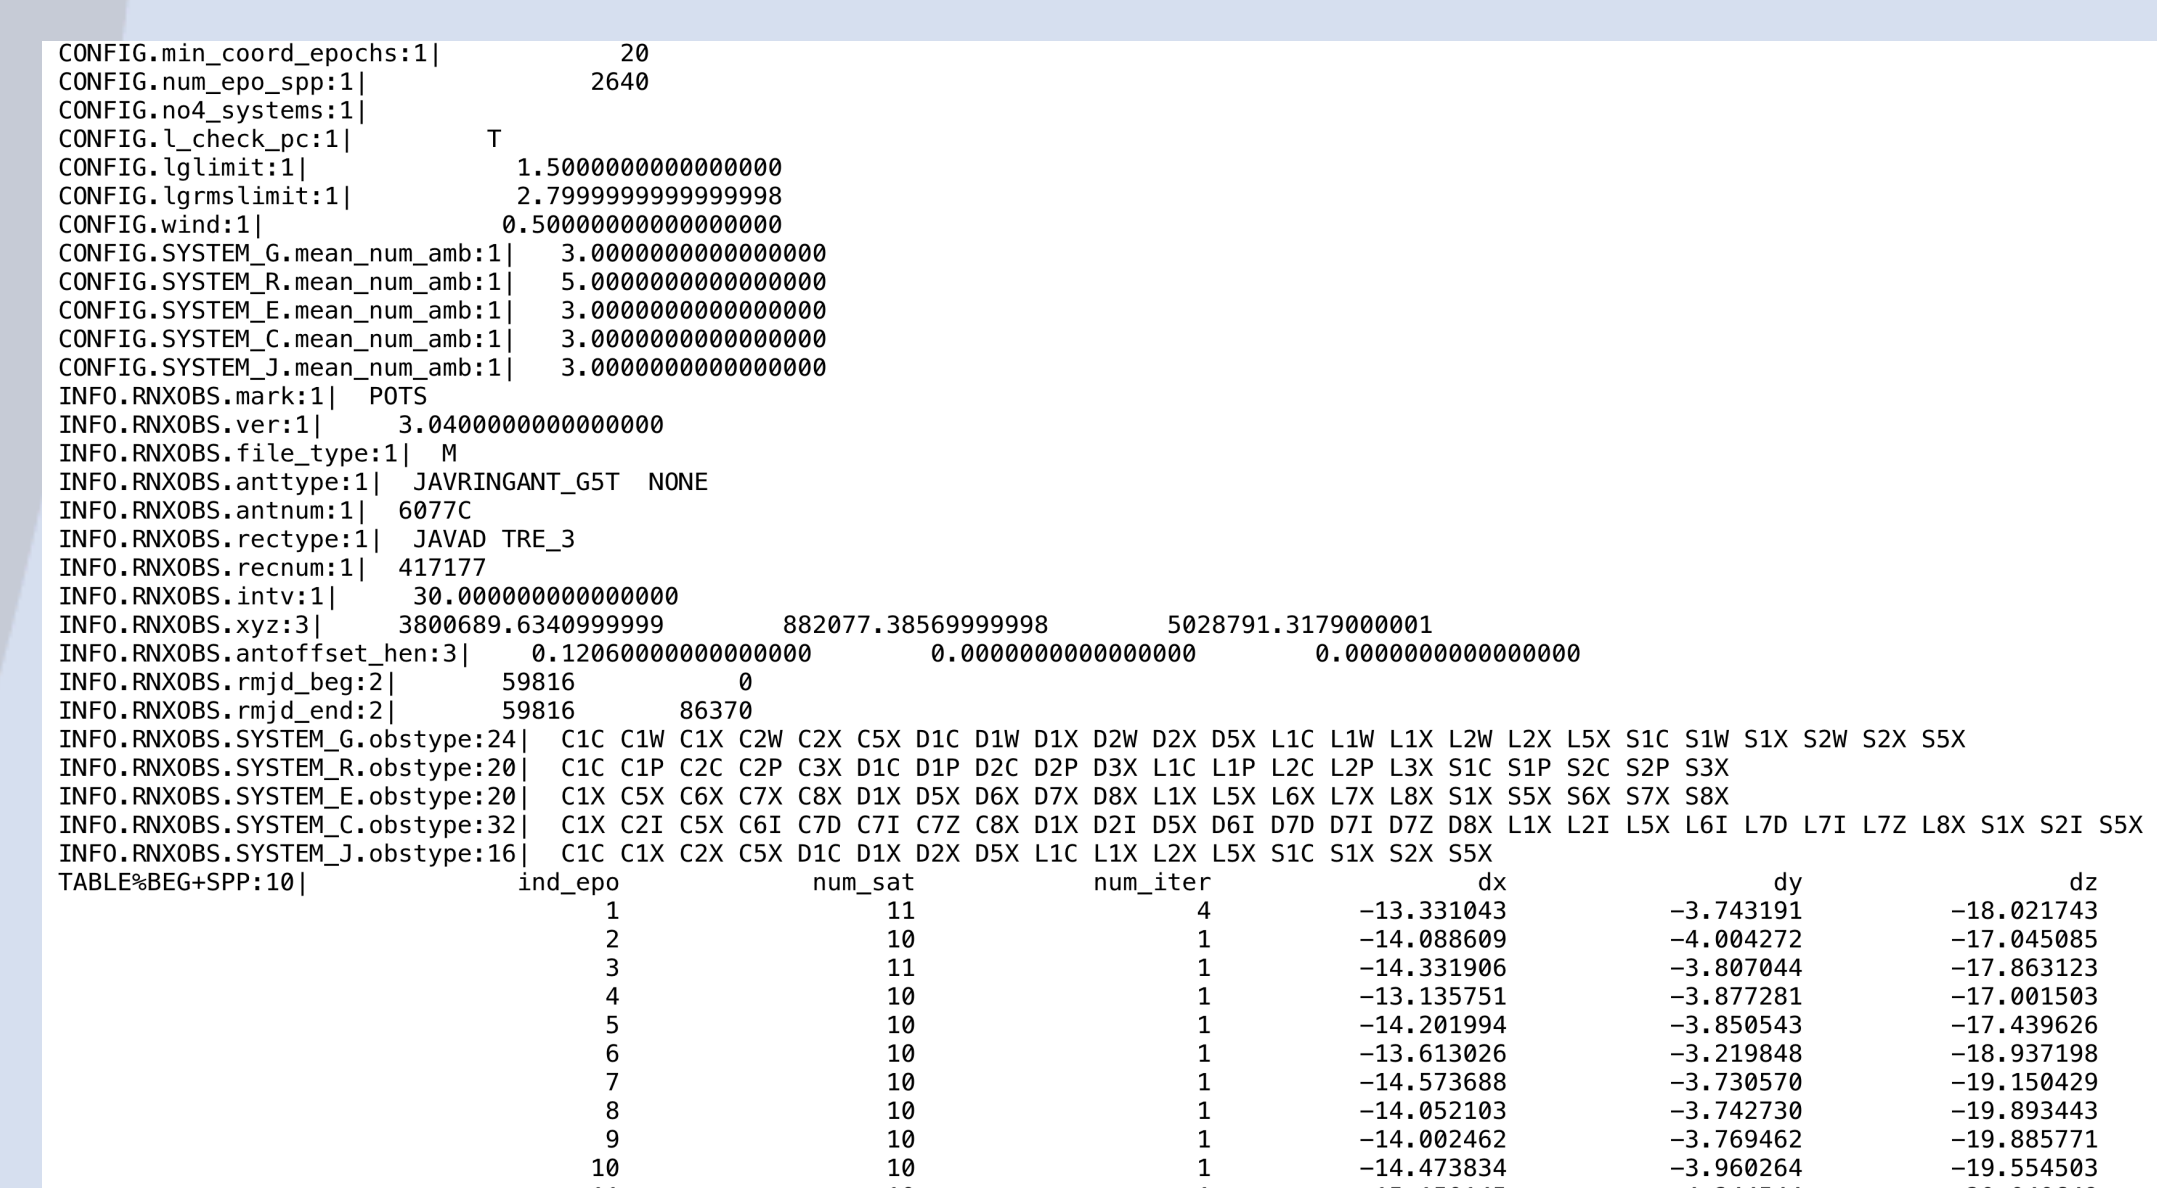 CONFIG.min_coord_epochs:1| 20
CONFIG.num_epo_spp:1| 2640
CONFIG.no4_systems:1|
CONFIG.l_check_pc:1| T
CONFIG.lglimit:1| 1.5000000000000000
CONFIG.lgrmslimit:1| 2.7999999999999998
CONFIG.wind:1| 0.50000000000000000
CONFIG.SYSTEM_G.mean_num_amb:1| 3.0000000000000000
CONFIG.SYSTEM_R.mean_num_amb:1| 5.0000000000000000
CONFIG.SYSTEM_E.mean_num_amb:1| 3.0000000000000000
CONFIG.SYSTEM_C.mean_num_amb:1| 3.0000000000000000
CONFIG.SYSTEM_J.mean_num_amb:1| 3.0000000000000000
INFO.RNXOBS.mark:1| POTS
INFO.RNXOBS.ver:1| 3.0400000000000000
INFO.RNXOBS.file_type:1| M
INFO.RNXOBS.anttype:1| JAVRINGANT_G5T NONE
INFO.RNXOBS.antnum:1| 6077C
INFO.RNXOBS.rectype:1| JAVAD TRE_3
INFO.RNXOBS.recnum:1| 417177
INFO.RNXOBS.intv:1| 30.000000000000000
INFO.RNXOBS.xyz:3| 3800689.6340999999 882077.38569999998 5028791.3179000001
INFO.RNXOBS.antoffset_hen:3| 0.12060000000000000 0.0000000000000000 0.0000000000000000
INFO.RNXOBS.rmjd_beg:2| 59816 0
INFO.RNXOBS.rmjd_end:2| 59816 86370
INFO.RNXOBS.SYSTEM_G.obstype:24| C1C C1W C1X C2W C2X C5X D1C D1W D1X D2W D2X D5X L1C L1W L1X L2W L2X L5X S1C S1W S1X S2W S2X S5X
INFO.RNXOBS.SYSTEM_R.obstype:20| C1C C1P C2C C2P C3X D1C D1P D2C D2P D3X L1C L1P L2C L2P L3X S1C S1P S2C S2P S3X
INFO.RNXOBS.SYSTEM_E.obstype:20| C1X C5X C6X C7X C8X D1X D5X D6X D7X D8X L1X L5X L6X L7X L8X S1X S5X S6X S7X S8X
INFO.RNXOBS.SYSTEM_C.obstype:32| C1X C2I C5X C6I C7D C7I C7Z C8X D1X D2I D5X D6I D7D D7I D7Z D8X L1X L2I L5X L6I L7D L7I L7Z L8X S1X S2I S5X
INFO.RNXOBS.SYSTEM_J.obstype:16| C1C C1X C2X C5X D1C D1X D2X D5X L1C L1X L2X L5X S1C S1X S2X S5X
TABLE%BEG+SPP:10| ind_epo num_sat num_iter dx dy dz
1 11 4 -13.331043 -3.743191 -18.021743
2 10 1 -14.088609 -4.004272 -17.045085
3 11 1 -14.331906 -3.807044 -17.863123
4 10 1 -13.135751 -3.877281 -17.001503
5 10 1 -14.201994 -3.850543 -17.439626
6 10 1 -13.613026 -3.219848 -18.937198
7 10 1 -14.573688 -3.730570 -19.150429
8 10 1 -14.052103 -3.742730 -19.893443
9 10 1 -14.002462 -3.769462 -19.885771
10 10 1 -14.473834 -3.960264 -19.554503